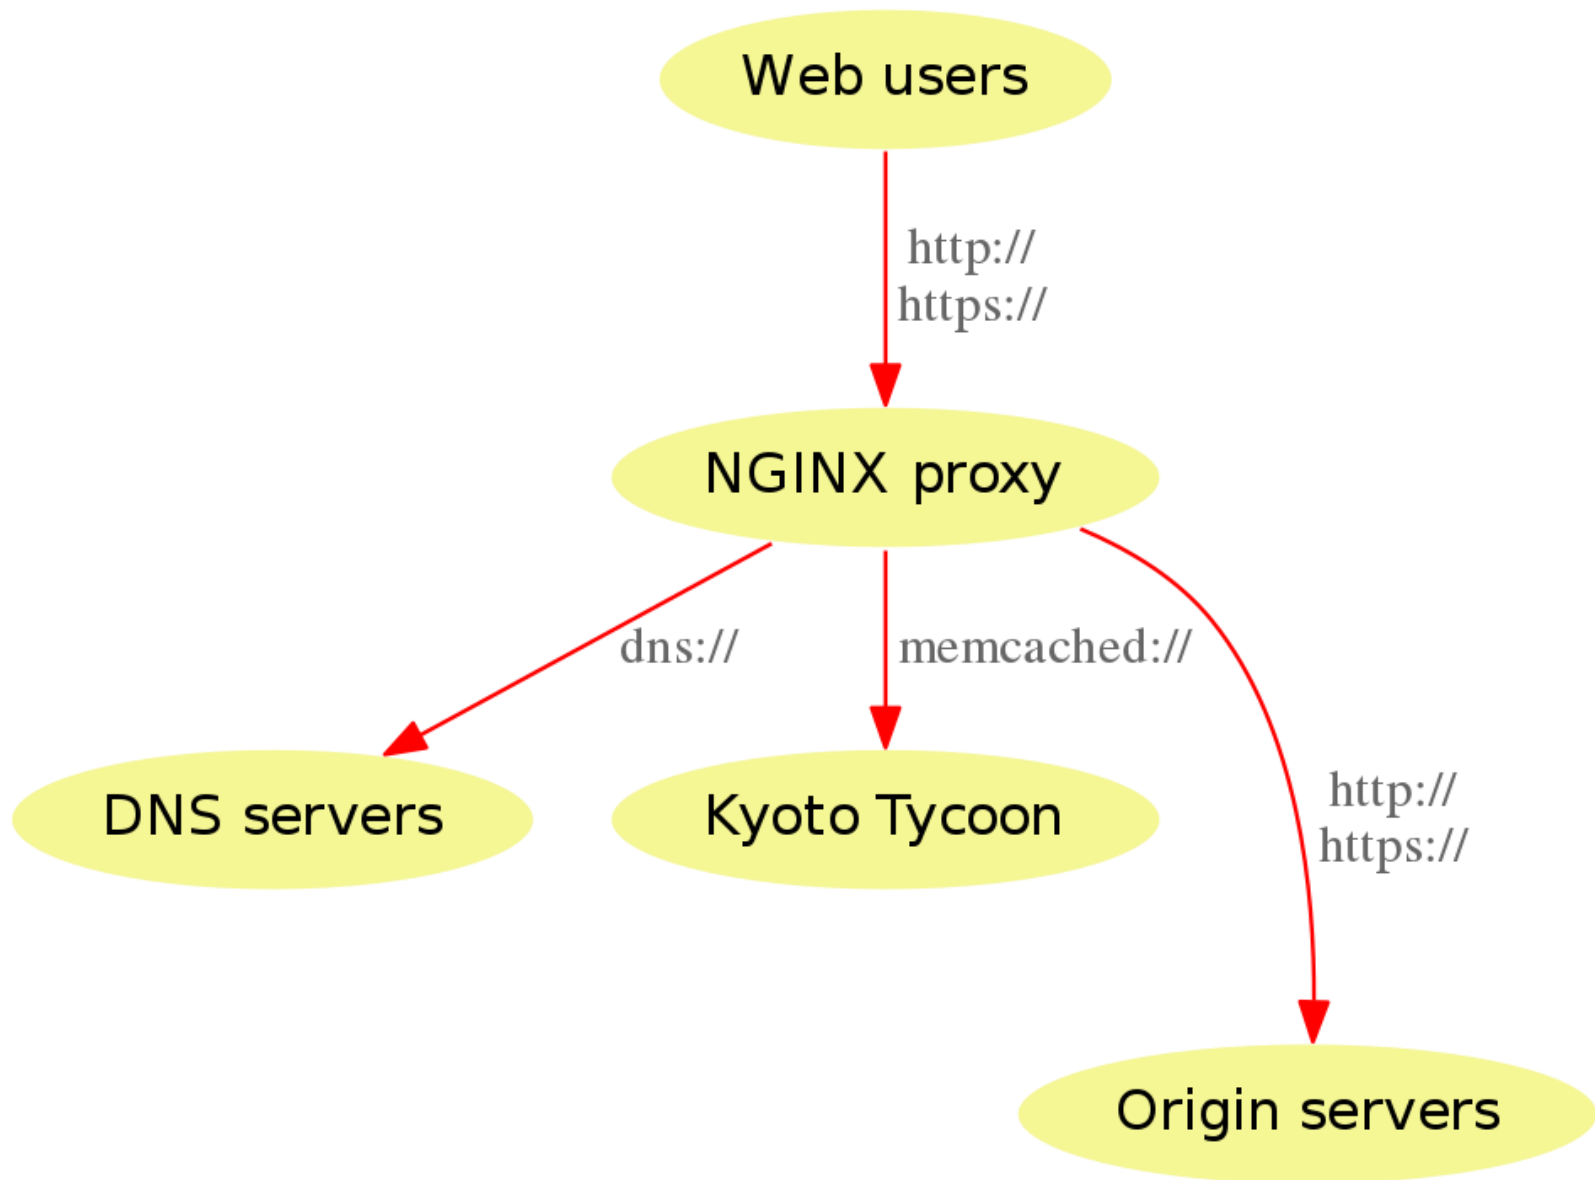 Web users
http://
https://
NGINX proxy
dns://
memcached://
DNS servers
Kyoto Tycoon
http://
https://
Origin servers